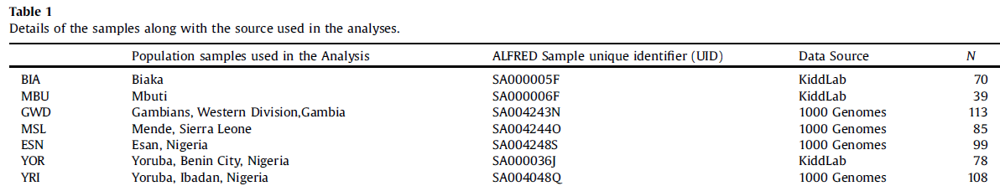 Table 1
Details of the samples along with the source used in the analyses.
Population samples used in the Analysis ALFRED Sample unique identifier (UID) Data Source N
BIA Biaka SA000005F KiddLab 70
MBU Mbuti SA000006F KiddLab 39
GWD Gambians, Western Division,Gambia SA004243N 1000 Genomes 113
MSL Mende, Sierra Leone SA004244O 1000 Genomes 85
ESN Esan, Nigeria SA004248S 1000 Genomes 99
YOR Yoruba, Benin City, Nigeria SA000036J KiddLab 78
YRI Yoruba, Ibadan, Nigeria SA004048Q 1000 Genomes 108